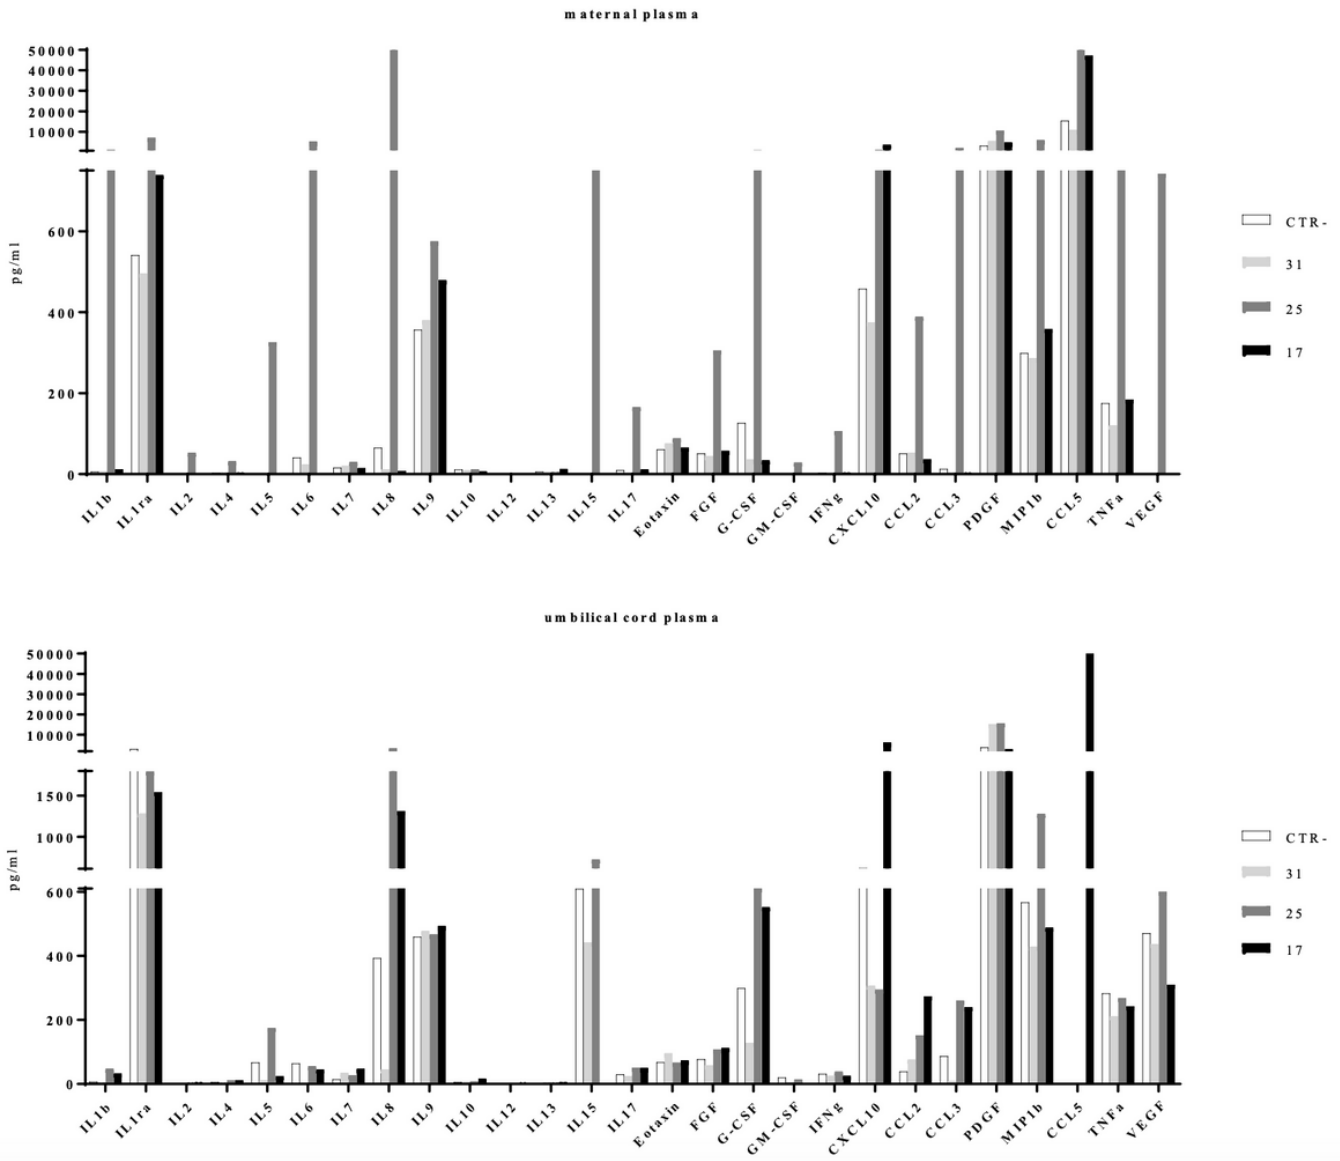 maternal plasma
50000
40000
30000
20000
10000
600
400
200
0
pg/ml
IL1b
IL1ra
IL2
IL4
IL5
IL6
IL7
IL8
IL9
IL10
IL12
IL13
IL15
IL17
Eotaxin
FGF
G-CSF
GM-CSF
IFNg
CXCL10
CCL2
CCL3
PDGF
MIP1b
CCL5
TNFa
VEGF
CTR-
31
25
17
umbilical cord plasma
50000
40000
30000
20000
10000
1500
1000
600
400
200
0
pg/ml
IL1b
IL1ra
IL2
IL4
IL5
IL6
IL7
IL8
IL9
IL10
IL12
IL13
IL15
IL17
Eotaxin
FGF
G-CSF
GM-CSF
IFNg
CXCL10
CCL2
CCL3
PDGF
MIP1b
CCL5
TNFa
VEGF
CTR-
31
25
17